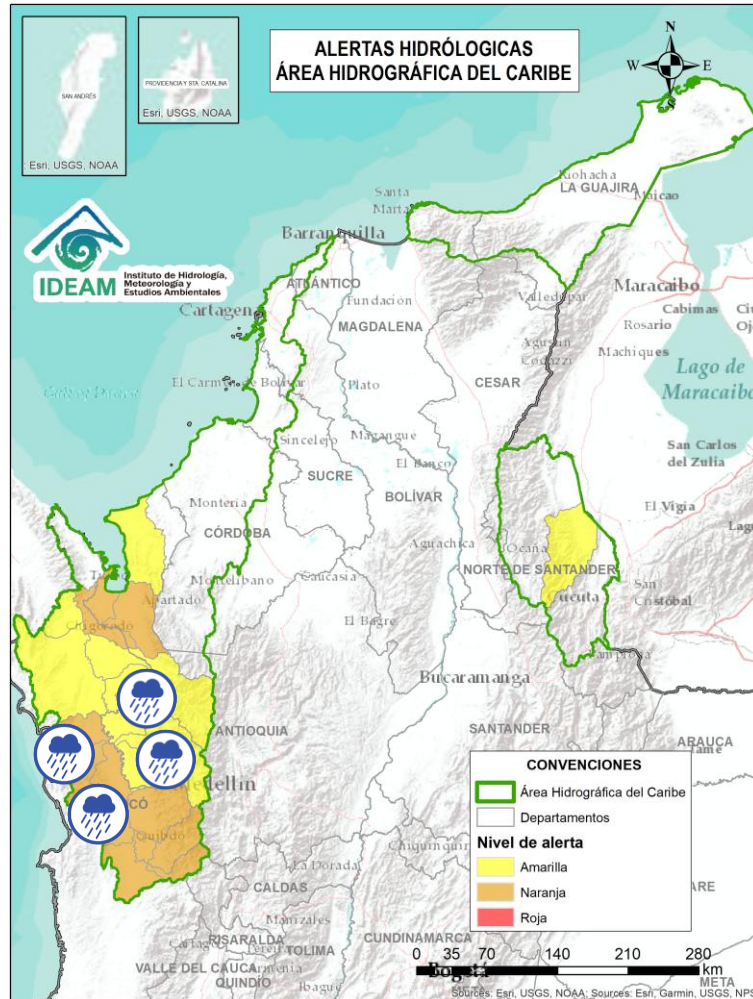 SAN ANDRÉS
Esri, USGS, NOAA
PROVIDENCIA Y STA. CATALINA
Esri, USGS, NOAA
ALERTAS HIDRÓLOGICAS
ÁREA HIDROGRÁFICA DEL CARIBE
N
W
E
S
IDEAM
Instituto de Hidrología,
Meteorología y
Estudios Ambientales
Riohacha
LA GUAJIRA
Maicao
Santa
Marta
Barranquilla
ATLÁNTICO
Cartagen
Fundación
MAGDALENA
Valledupar
Maracaibo
Cabimas
Rosario
Machiques
Agustín
Codazzi
Lago de
Maracaibo
El Carmen de Bolívar
Plato
CESAR
Sincelejo
Magangue
San Carlos
del Zulia
SUCRE
El Banco
BOLÍVAR
Montería
CÓRDOBA
El Vigía
Aguachica
Ocaña
NORTE DE SANTANDER
Montelíbano
Caucasia
Apartado
San
Cristóbal
Chigorodó
El Bagre
Bucaramanga
ANTIOQUIA
SANTANDER
ARAUCA
Quibdó
CONVENCIONES
Área Hidrográfica del Caribe
Departamentos
Nivel de alerta
Amarilla
Naranja
Roja
La Dorada
CALDAS
Manizales
RISARALDA
TOLIMA
CUNDINAMARCA
VALLE DEL CAUCA
QUINDÍO
Ibague
Bogotá
META
META
0 35 70 140 210 280
km
Sources: Esri, USGS, NOAA; Sources: Esri, Garmin, USGS, NPS